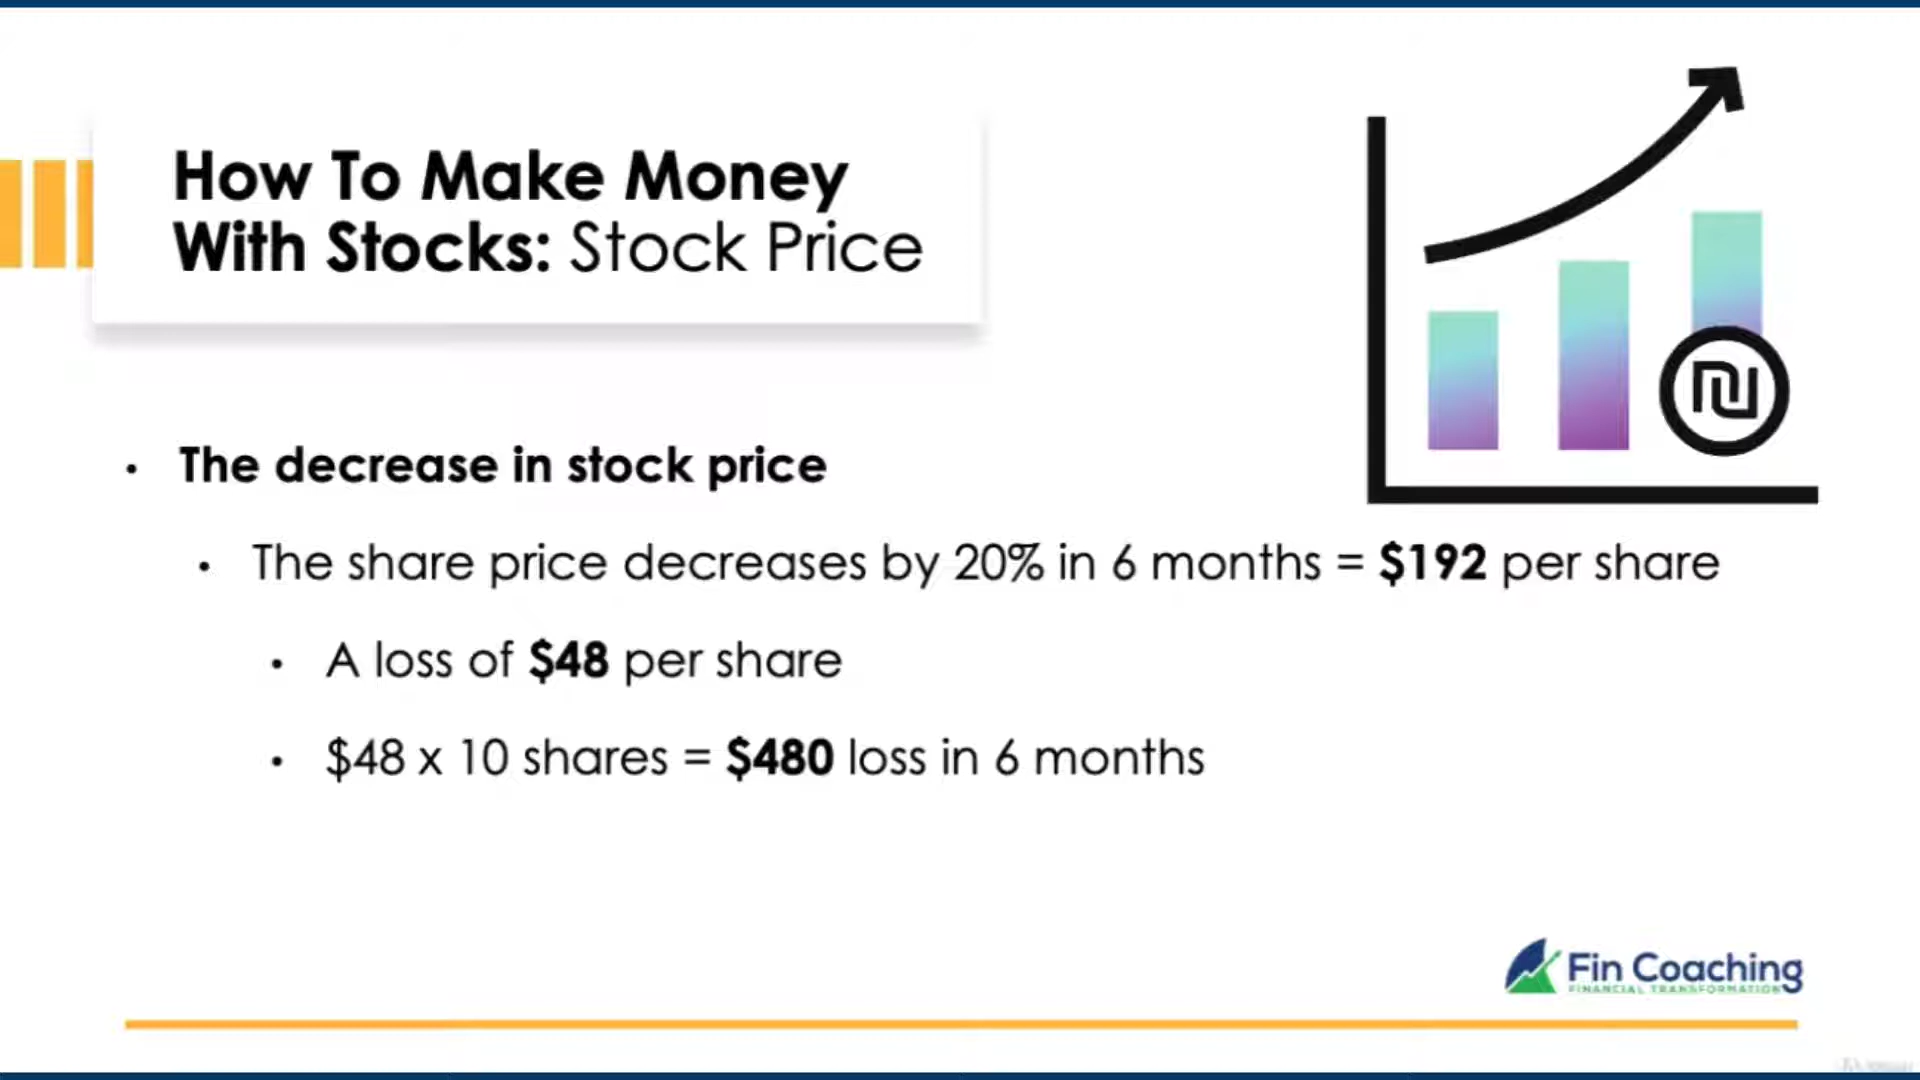 How To Make Money
With Stocks: Stock Price
₪
• The decrease in stock price
• The share price decreases by 20% in 6 months = $192 per share
• A loss of $48 per share
• $48 x 10 shares = $480 loss in 6 months
Fin Coaching
FINANCIAL TRANSFORMATION